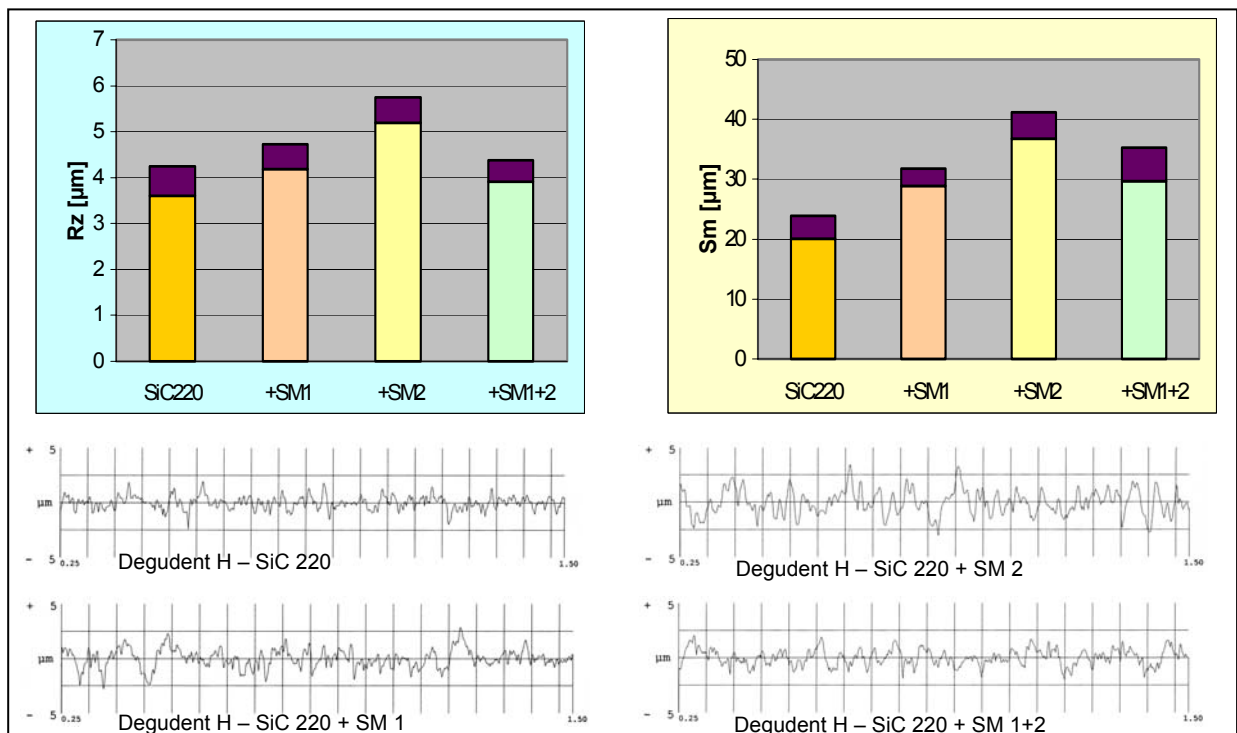 7
6
5
4
3
2
1
0
Rz [µm]
SiC220 +SM1 +SM2 +SM1+2
50
40
30
20
10
0
Sm [µm]
SiC220 +SM1 +SM2 +SM1+2
+ 5
µm
- 5 0.25 1.50
Degudent H – SiC 220
+ 5
µm
- 5 0.25 1.50
Degudent H – SiC 220 + SM 2
+ 5
µm
- 5 0.25 1.50
Degudent H – SiC 220 + SM 1
+ 5
µm
- 5 0.25 1.50
Degudent H – SiC 220 + SM 1+2